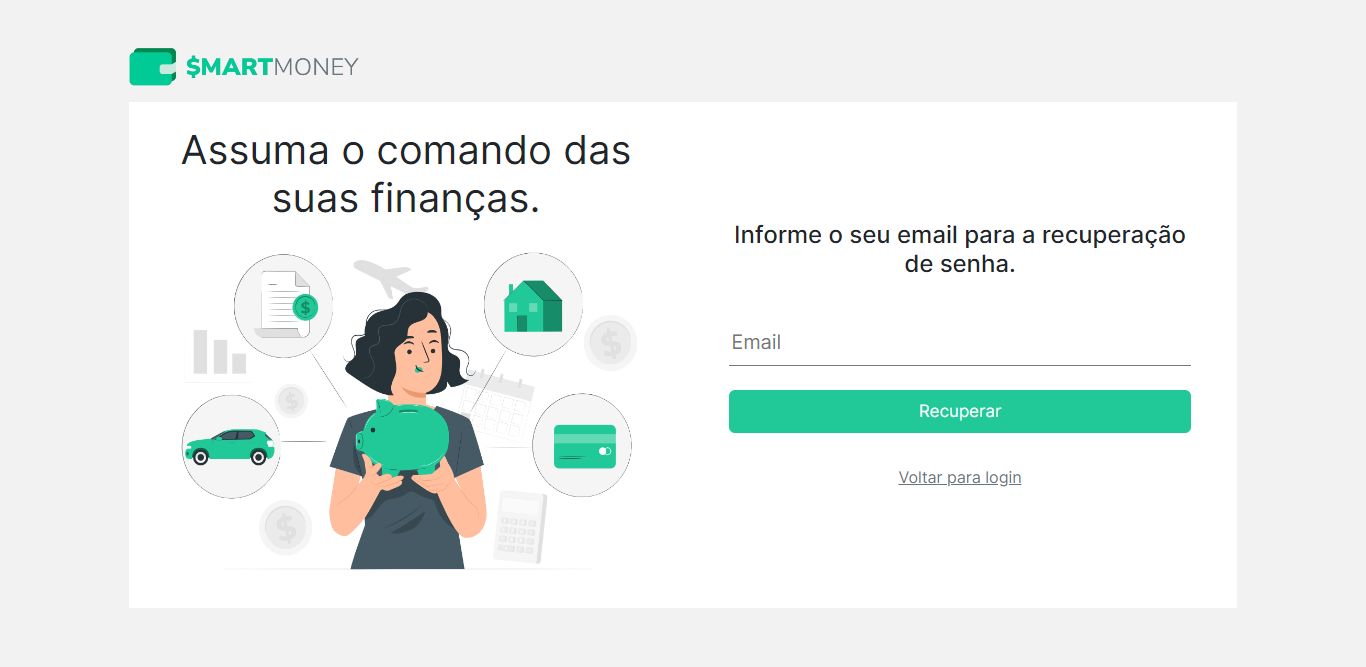 $MARTMONEY
Assuma o comando das
suas finanças.
Informe o seu email para a recuperação
de senha.
Email
Recuperar
Voltar para login
$
$
$
$